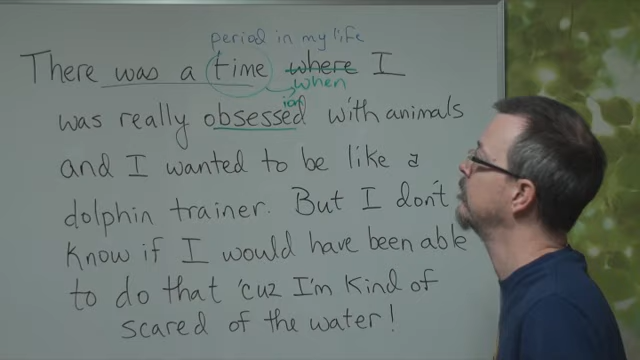 period in my life
There was a time where I
when
ion
was really obsessed with animals
and I wanted to be like a
dolphin trainer. But I don't
know if I would have been able
to do that 'cuz I'm kind of
scared of the water!